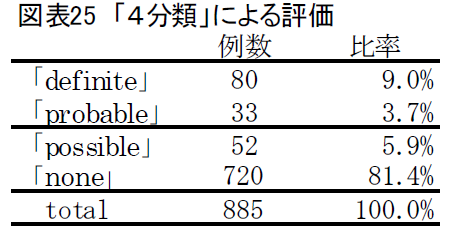 図表25 「４分類」による評価
例数 比率
「definite」 80 9.0%
「probable」 33 3.7%
「possible」 52 5.9%
「none」 720 81.4%
total 885 100.0%